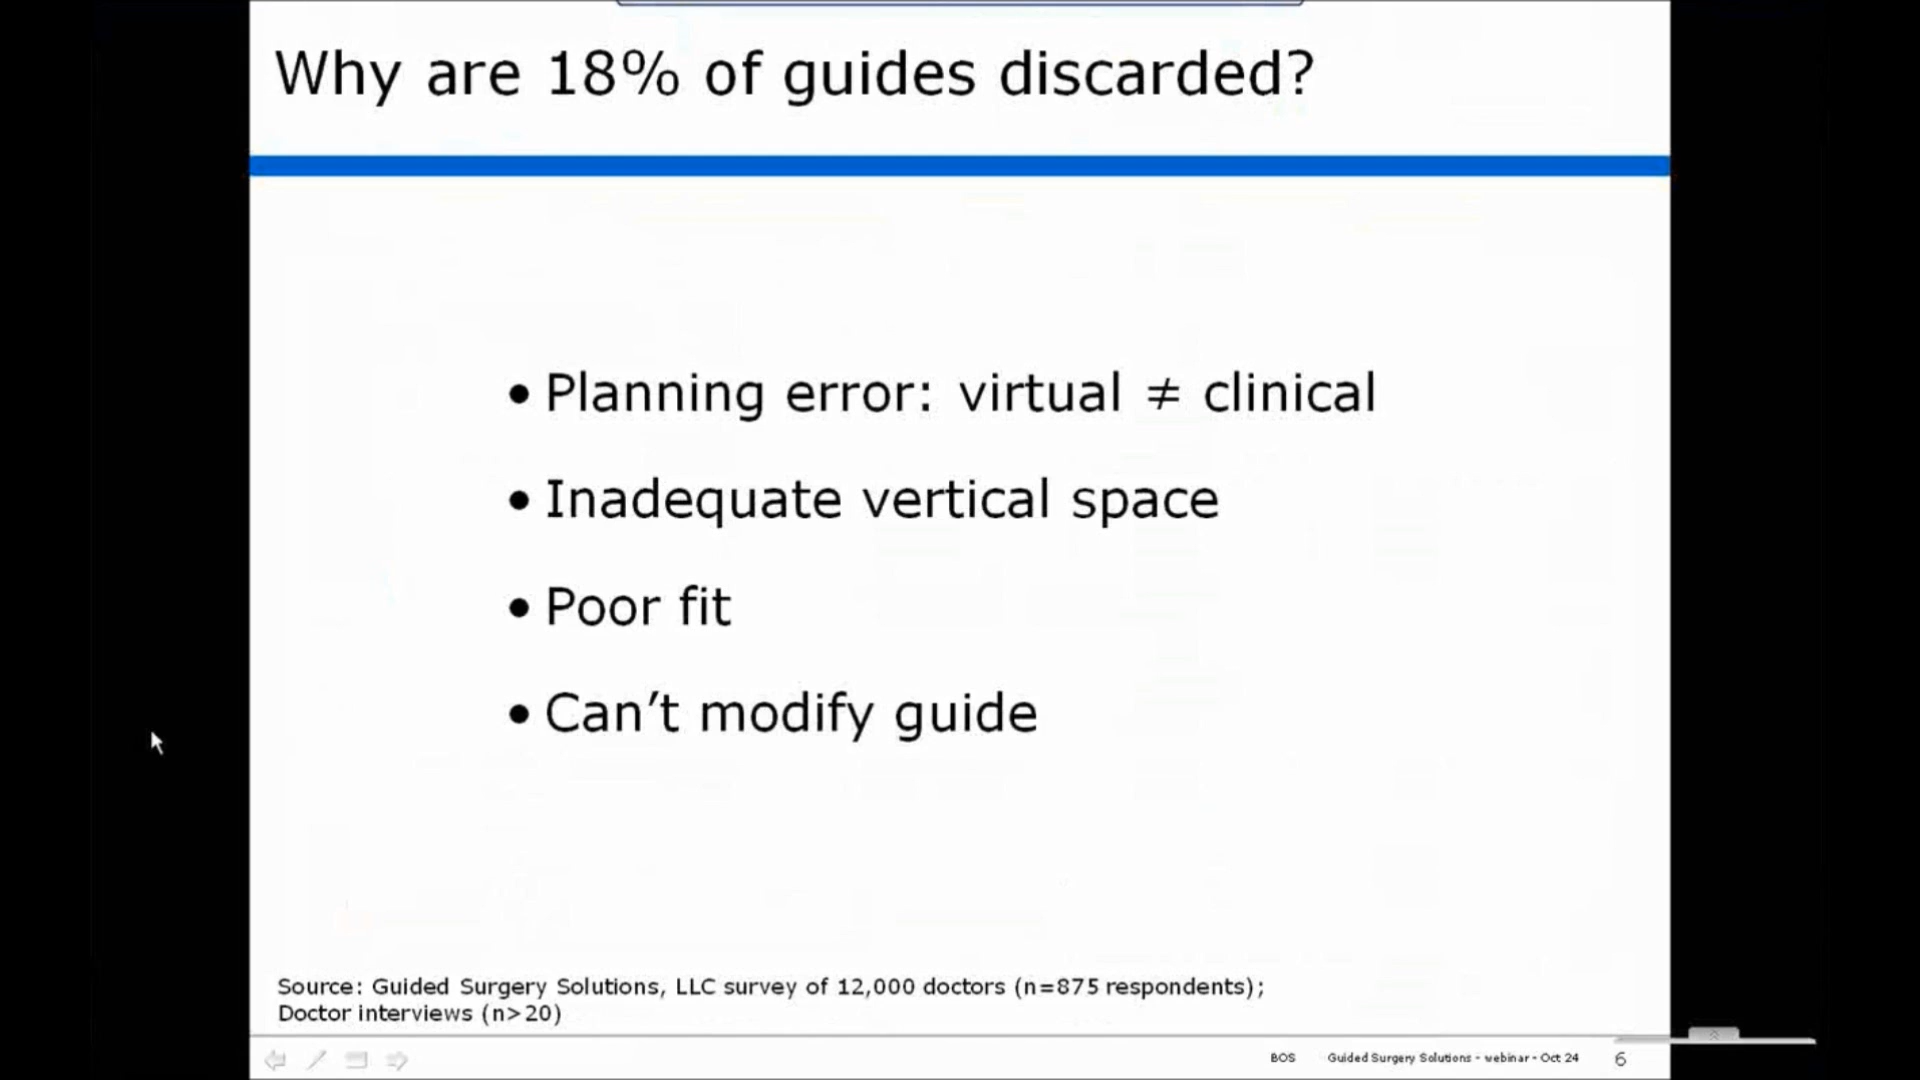 Why are 18% of guides discarded?
• Planning error: virtual ≠ clinical
• Inadequate vertical space
• Poor fit
• Can’t modify guide
Source: Guided Surgery Solutions, LLC survey of 12,000 doctors (n=875 respondents);
Doctor interviews (n>20)
BOS Guided Surgery Solutions - webinar - Oct 24 6